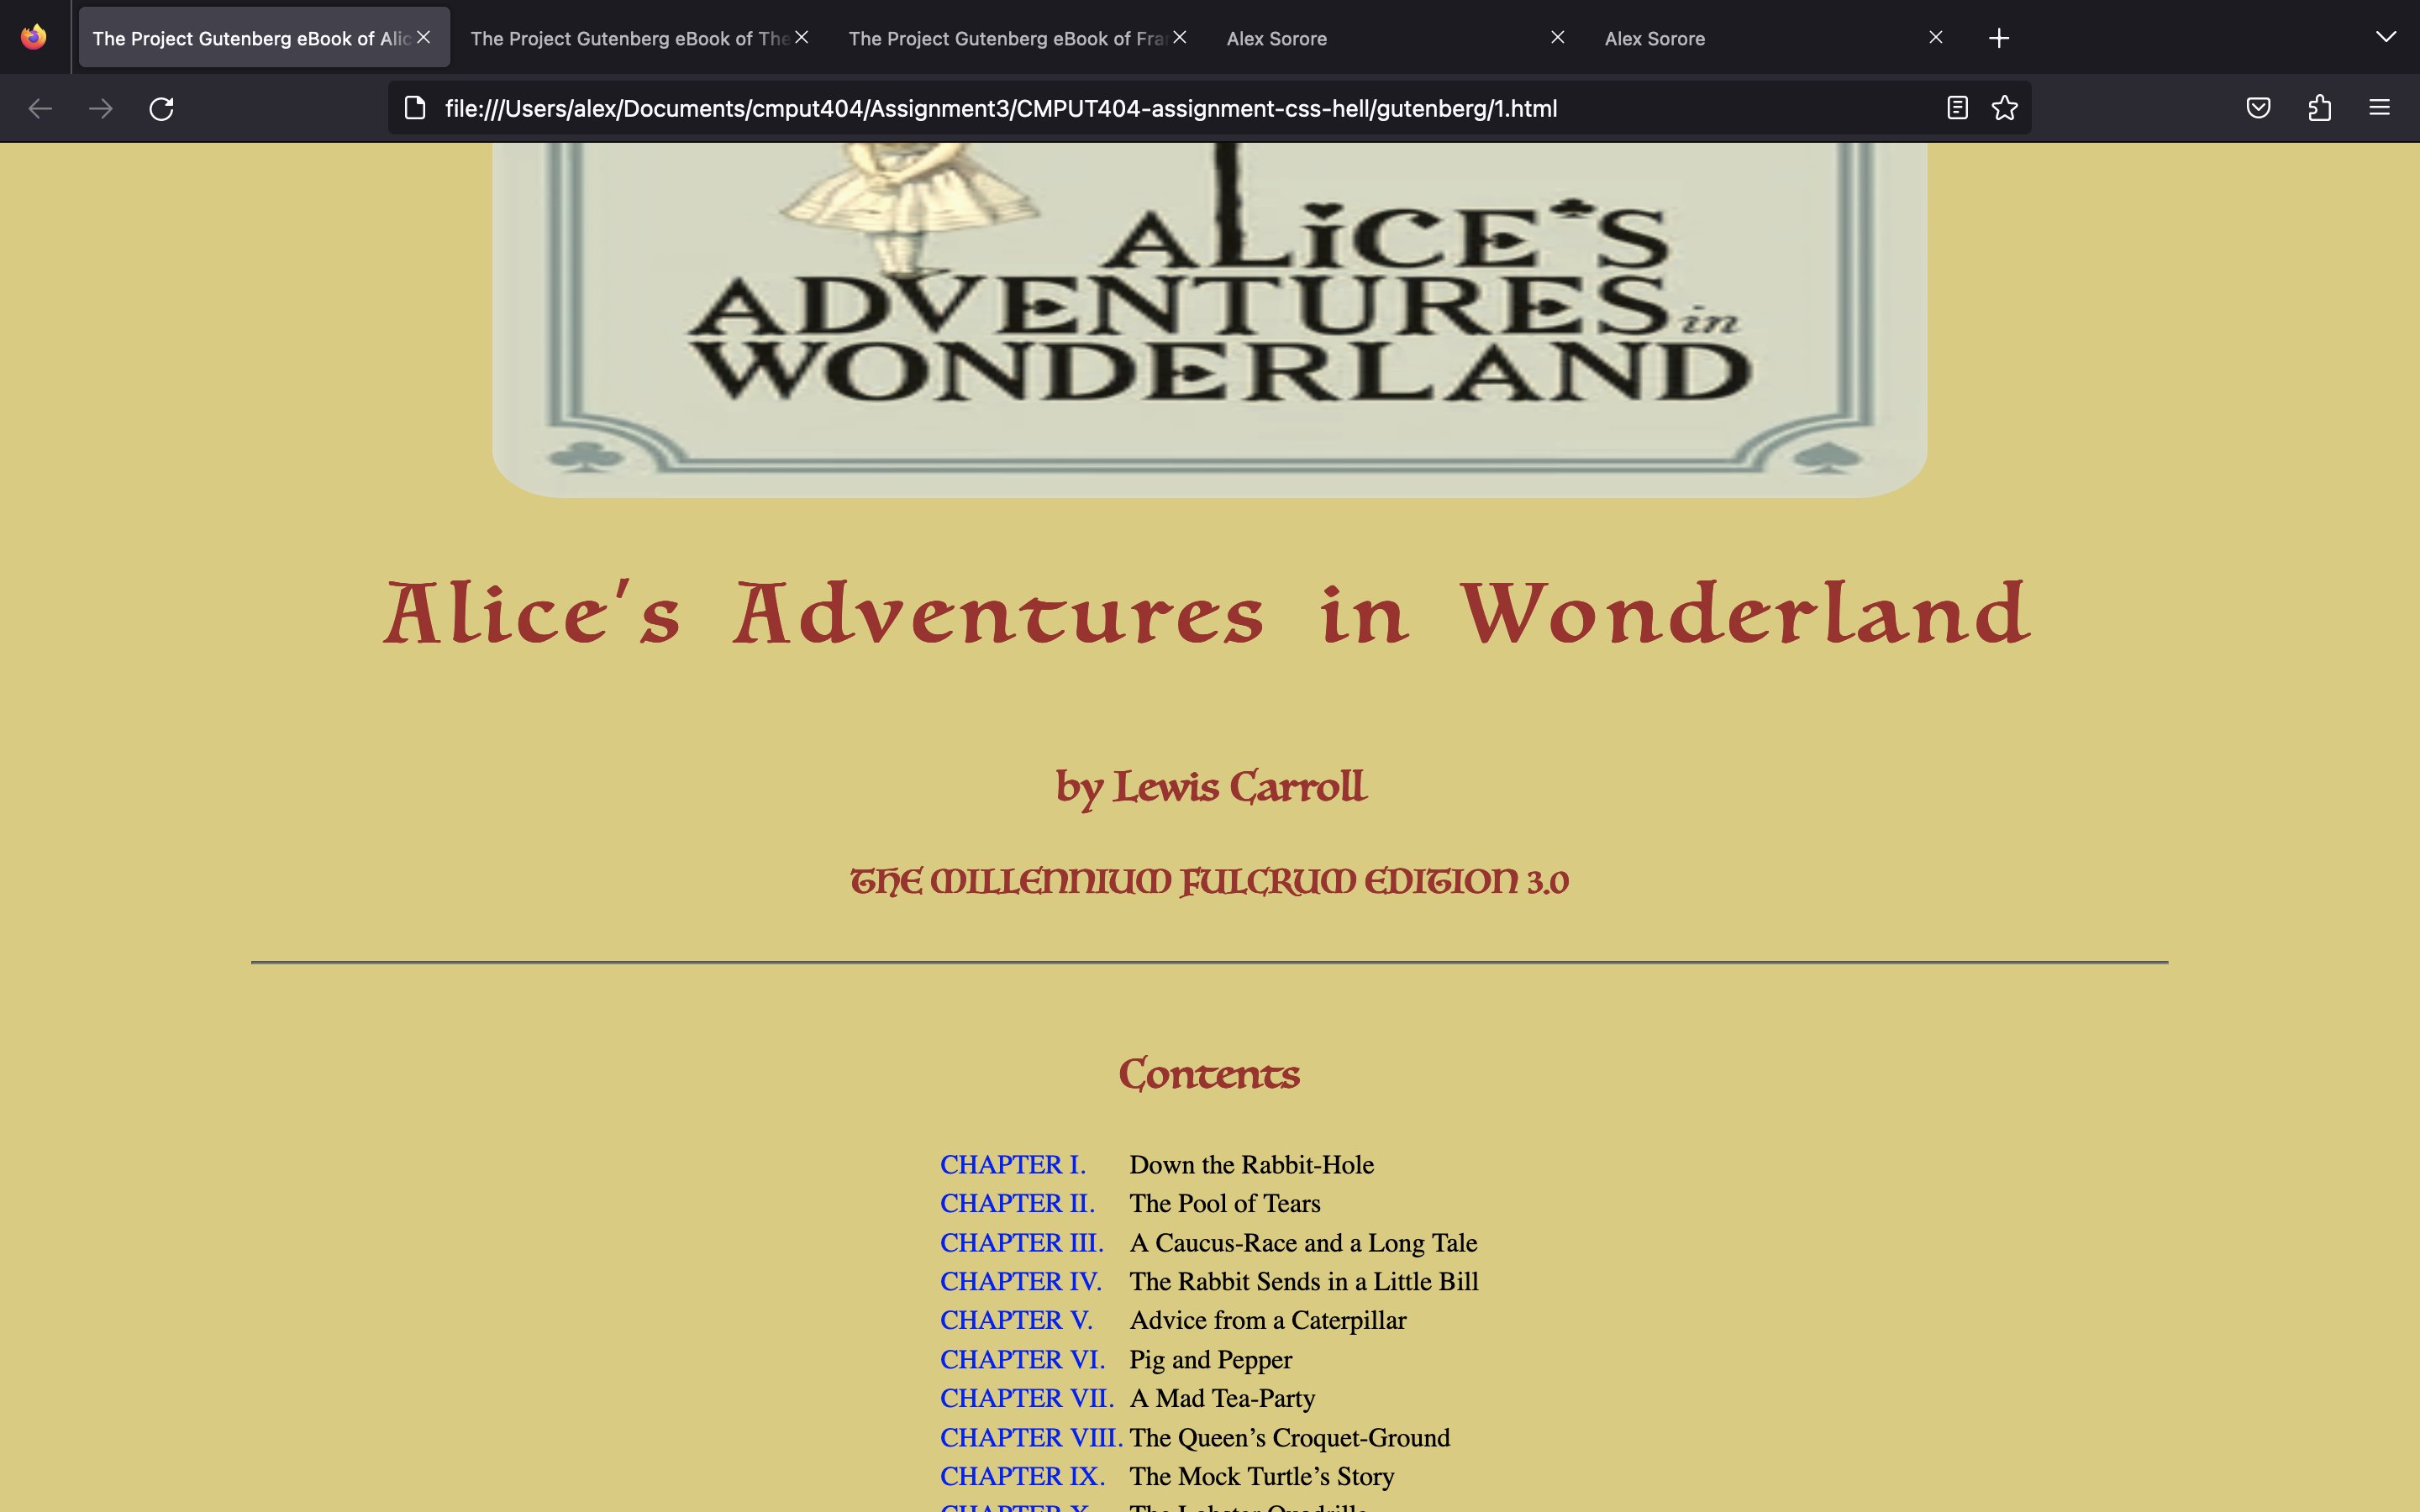 The Project Gutenberg eBook of Alic
The Project Gutenberg eBook of The
The Project Gutenberg eBook of Fra
Alex Sorore
Alex Sorore
file:///Users/alex/Documents/cmput404/Assignment3/CMPUT404-assignment-css-hell/gutenberg/1.html
ALiCE'S
ADVENTURES in
WONDERLAND
Alice's Adventures in Wonderland
by Lewis Carroll
THE MILLENNIUM FULCRUM EDITION 3.0
Contents
CHAPTER I. Down the Rabbit-Hole
CHAPTER II. The Pool of Tears
CHAPTER III. A Caucus-Race and a Long Tale
CHAPTER IV. The Rabbit Sends in a Little Bill
CHAPTER V. Advice from a Caterpillar
CHAPTER VI. Pig and Pepper
CHAPTER VII. A Mad Tea-Party
CHAPTER VIII. The Queen’s Croquet-Ground
CHAPTER IX. The Mock Turtle’s Story
CHAPTER X. The Lobster Quadrille